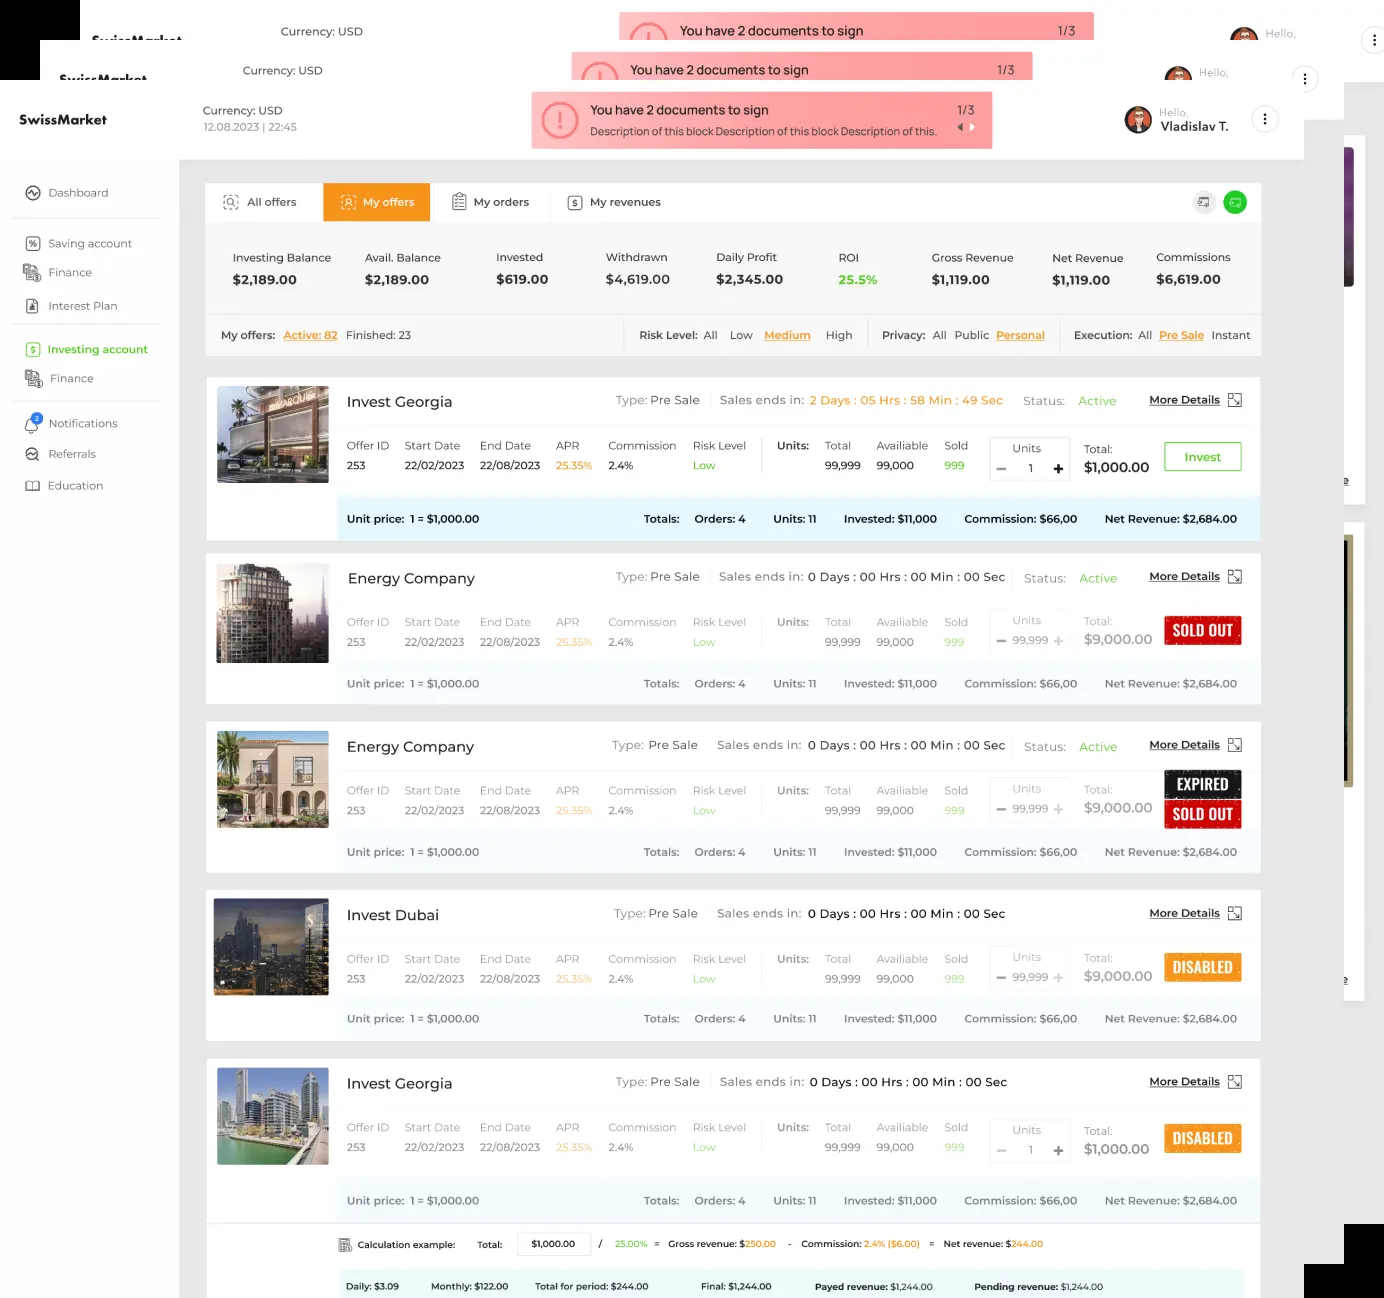 Currency: USD
You have 2 documents to sign
1/3
Hello,
SwissMarket
Currency: USD
You have 2 documents to sign
1/3
Hello,
SwissMarket
SwissMarket
Currency: USD
12.08.2023 | 22:45
You have 2 documents to sign
Description of this block Description of this block Description of this.
1/3
Hello,
Vladislav T.
Dashboard
Saving account
Finance
Interest Plan
Investing account
Finance
2
Notifications
Referrals
Education
All offers My offers My orders My revenues
Investing Balance Avail. Balance Invested Withdrawn Daily Profit ROI Gross Revenue Net Revenue Commissions
$2,189.00 $2,189.00 $619.00 $4,619.00 $2,345.00 25.5% $1,119.00 $1,119.00 $6,619.00
My offers: Active: 82 Finished: 23 Risk Level: All Low Medium High Privacy: All Public Personal Execution: All Pre Sale Instant
Invest Georgia Type: Pre Sale Sales ends in: 2 Days : 05 Hrs : 58 Min : 49 Sec Status: Active More Details
Offer ID Start Date End Date APR Commission Risk Level Units: Total Availiable Sold Units Total:
253 22/02/2023 22/08/2023 25.35% 2.4% Low 99,999 99,000 999 − 1 + $1,000.00 Invest
Unit price: 1 = $1,000.00 Totals: Orders: 4 Units: 11 Invested: $11,000 Commission: $66,00 Net Revenue: $2,684.00
Energy Company Type: Pre Sale Sales ends in: 0 Days : 00 Hrs : 00 Min : 00 Sec Status: Active More Details
Offer ID Start Date End Date APR Commission Risk Level Units: Total Availiable Sold Units Total:
253 22/02/2023 22/08/2023 25.35% 2.4% Low 99,999 99,000 999 − 99,999 + $9,000.00 SOLD OUT
Unit price: 1 = $1,000.00 Totals: Orders: 4 Units: 11 Invested: $11,000 Commission: $66,00 Net Revenue: $2,684.00
Energy Company Type: Pre Sale Sales ends in: 0 Days : 00 Hrs : 00 Min : 00 Sec Status: Active More Details
Offer ID Start Date End Date APR Commission Risk Level Units: Total Availiable Sold Units Total: EXPIRED
253 22/02/2023 22/08/2023 25.35% 2.4% Low 99,999 99,000 999 − 99,999 + $9,000.00 SOLD OUT
Unit price: 1 = $1,000.00 Totals: Orders: 4 Units: 11 Invested: $11,000 Commission: $66,00 Net Revenue: $2,684.00
Invest Dubai Type: Pre Sale Sales ends in: 0 Days : 00 Hrs : 00 Min : 00 Sec More Details
Offer ID Start Date End Date APR Commission Risk Level Units: Total Availiable Sold Units Total:
253 22/02/2023 22/08/2023 25.35% 2.4% Low 99,999 99,000 999 − 99,999 + $9,000.00 DISABLED
Unit price: 1 = $1,000.00 Totals: Orders: 4 Units: 11 Invested: $11,000 Commission: $66,00 Net Revenue: $2,684.00
Invest Georgia Type: Pre Sale Sales ends in: 0 Days : 00 Hrs : 00 Min : 00 Sec More Details
Offer ID Start Date End Date APR Commission Risk Level Units: Total Availiable Sold Units Total:
253 22/02/2023 22/08/2023 25.35% 2.4% Low 99,999 99,000 999 − 1 + $1,000.00 DISABLED
Unit price: 1 = $1,000.00 Totals: Orders: 4 Units: 11 Invested: $11,000 Commission: $66,00 Net Revenue: $2,684.00
Calculation example: Total: $1,000.00 / 25.00% = Gross revenue: $250.00 - Commission: 2.4% ($6.00) = Net revenue: $244.00
Daily: $3.09 Monthly: $122.00 Total for period: $244.00 Final: $1,244.00 Payed revenue: $1,244.00 Pending revenue: $1,244.00